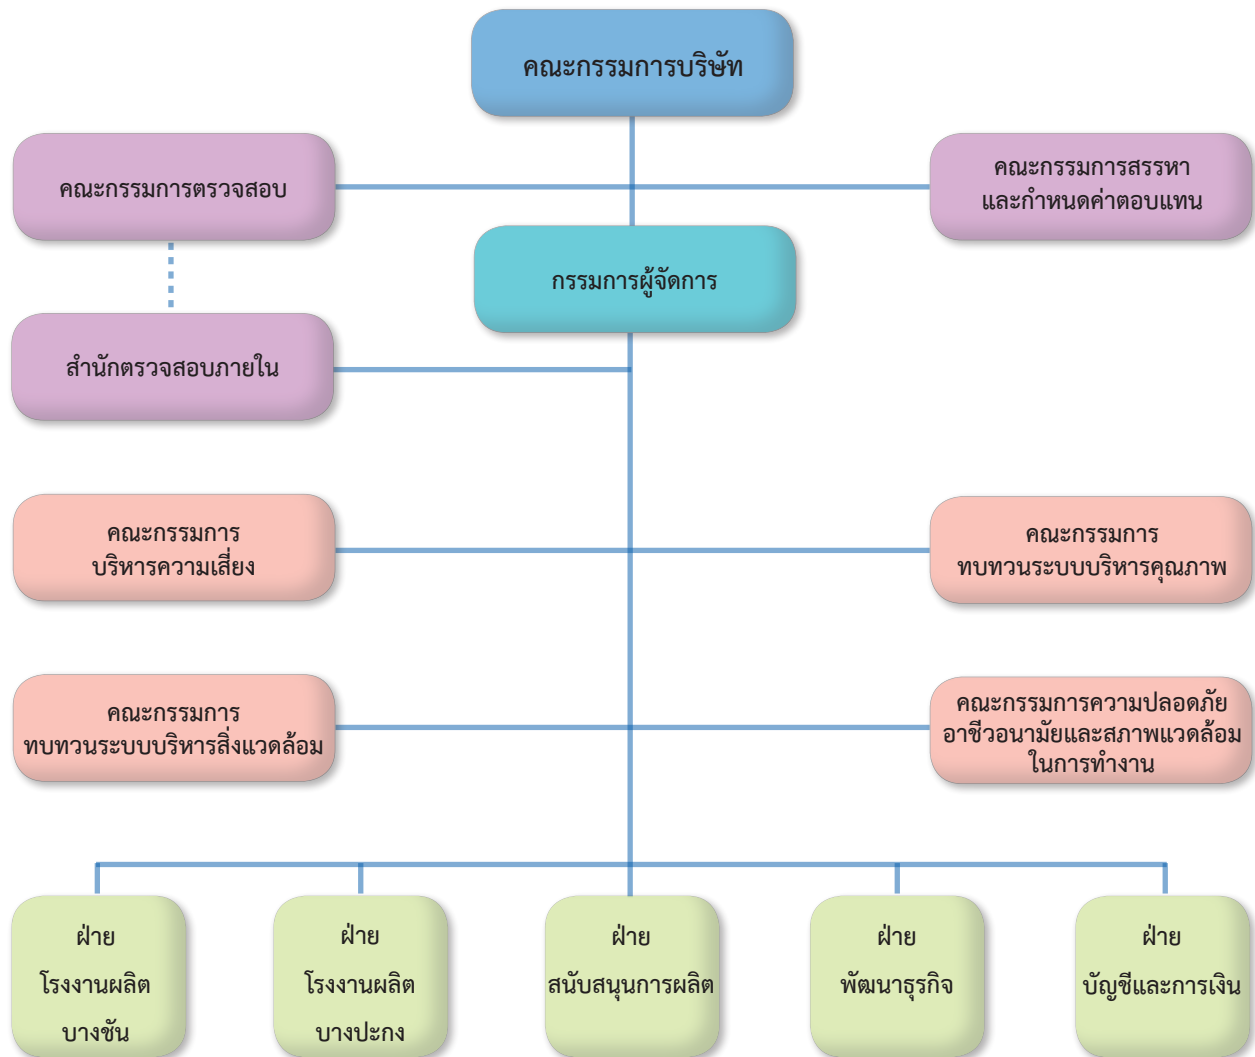 คณะกรรมการบริษัท
คณะกรรมการตรวจสอบ
คณะกรรมการสรรหา
และกำหนดค่าตอบแทน
กรรมการผู้จัดการ
สำนักตรวจสอบภายใน
คณะกรรมการ
บริหารความเสี่ยง
คณะกรรมการ
ทบทวนระบบบริหารคุณภาพ
คณะกรรมการ
ทบทวนระบบบริหารสิ่งแวดล้อม
คณะกรรมการความปลอดภัย
อาชีวอนามัยและสภาพแวดล้อม
ในการทำงาน
ฝ่าย
โรงงานผลิต
บางชัน
ฝ่าย
โรงงานผลิต
บางปะกง
ฝ่าย
สนับสนุนการผลิต
ฝ่าย
พัฒนาธุรกิจ
ฝ่าย
บัญชีและการเงิน